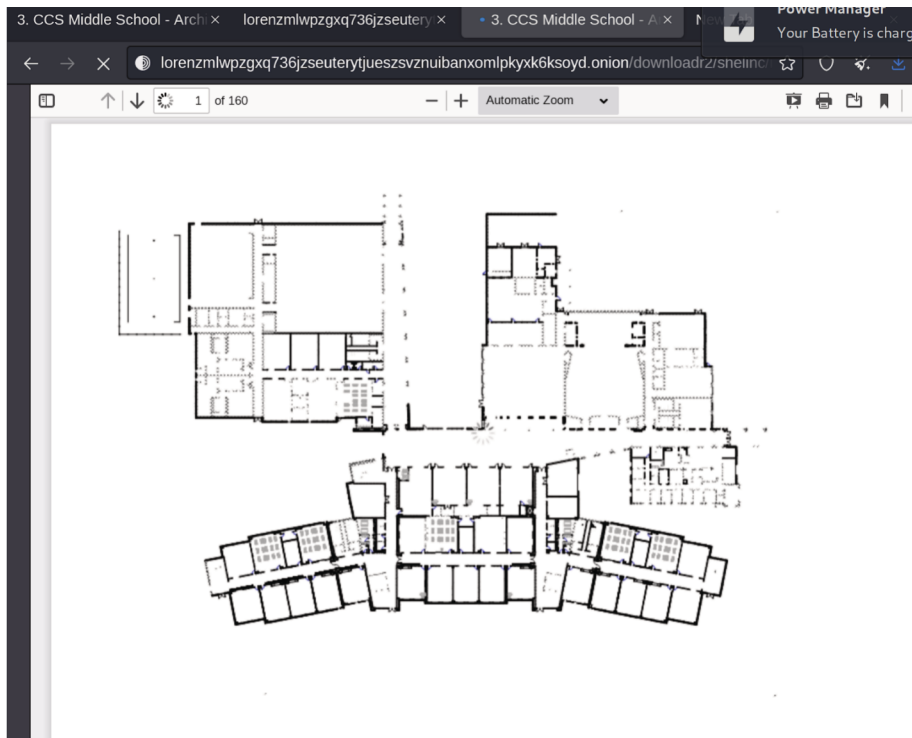 3. CCS Middle School - Archi
lorenzmlwpzgxq736jzseutery
3. CCS Middle School - A
Power Manager
Your Battery is charg
lorenzmlwpzgxq736jzseuterytjueszsvznuibanxomlpkyxk6ksoyd.onion/downloadr2/shelinc/
1 of 160
Automatic Zoom